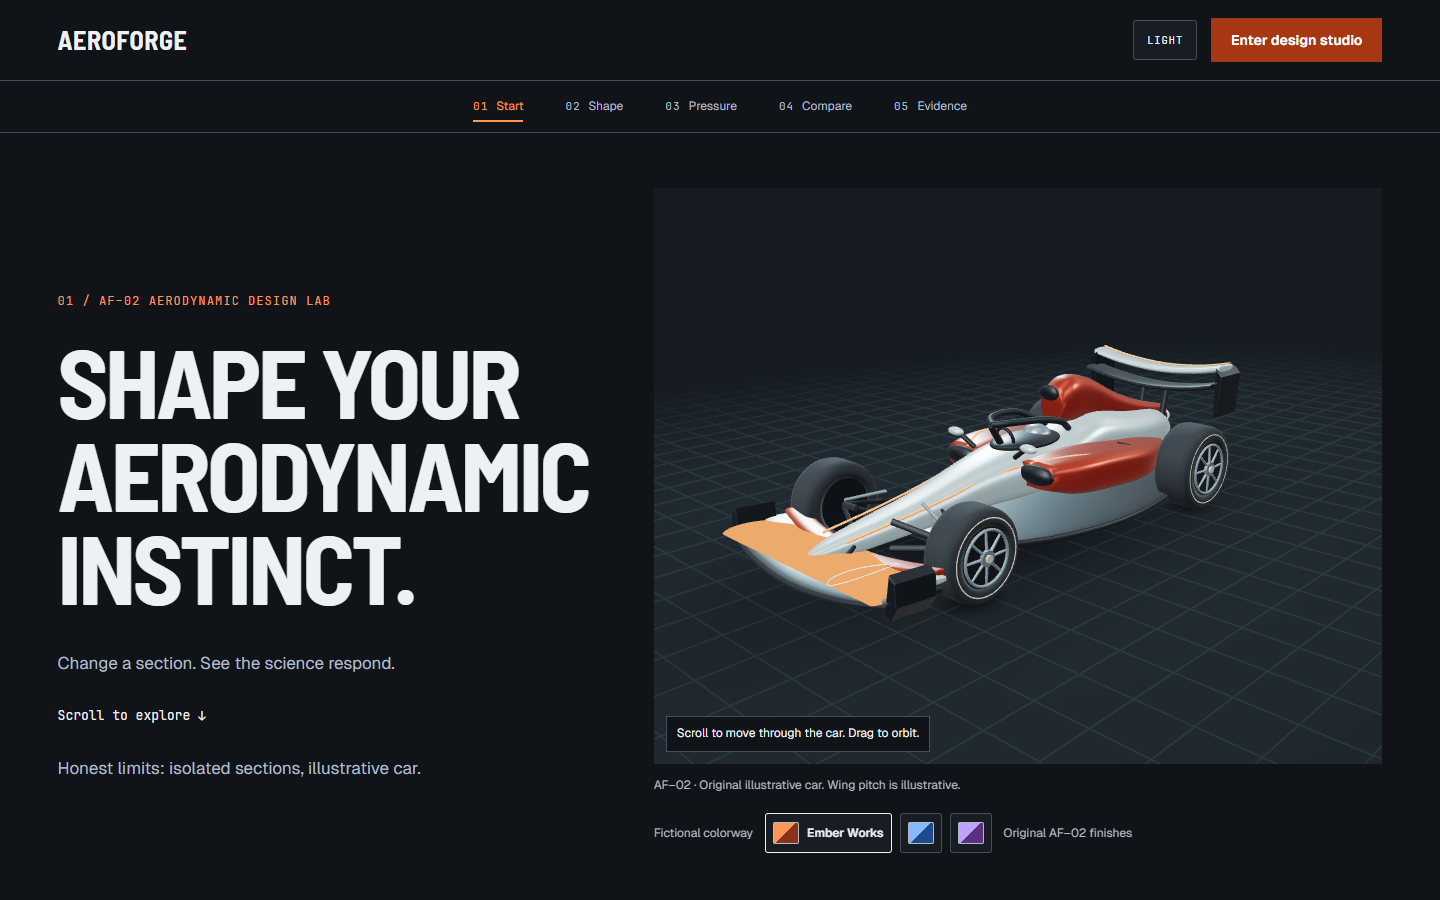 AEROFORGE
LIGHT
Enter design studio
01 Start
02 Shape
03 Pressure
04 Compare
05 Evidence
01 / AF-02 AERODYNAMIC DESIGN LAB
SHAPE YOUR
AERODYNAMIC
INSTINCT.
Change a section. See the science respond.
Scroll to explore ↓
Honest limits: isolated sections, illustrative car.
Scroll to move through the car. Drag to orbit.
AF–02 · Original illustrative car. Wing pitch is illustrative.
Fictional colorway
Ember Works
Original AF–02 finishes